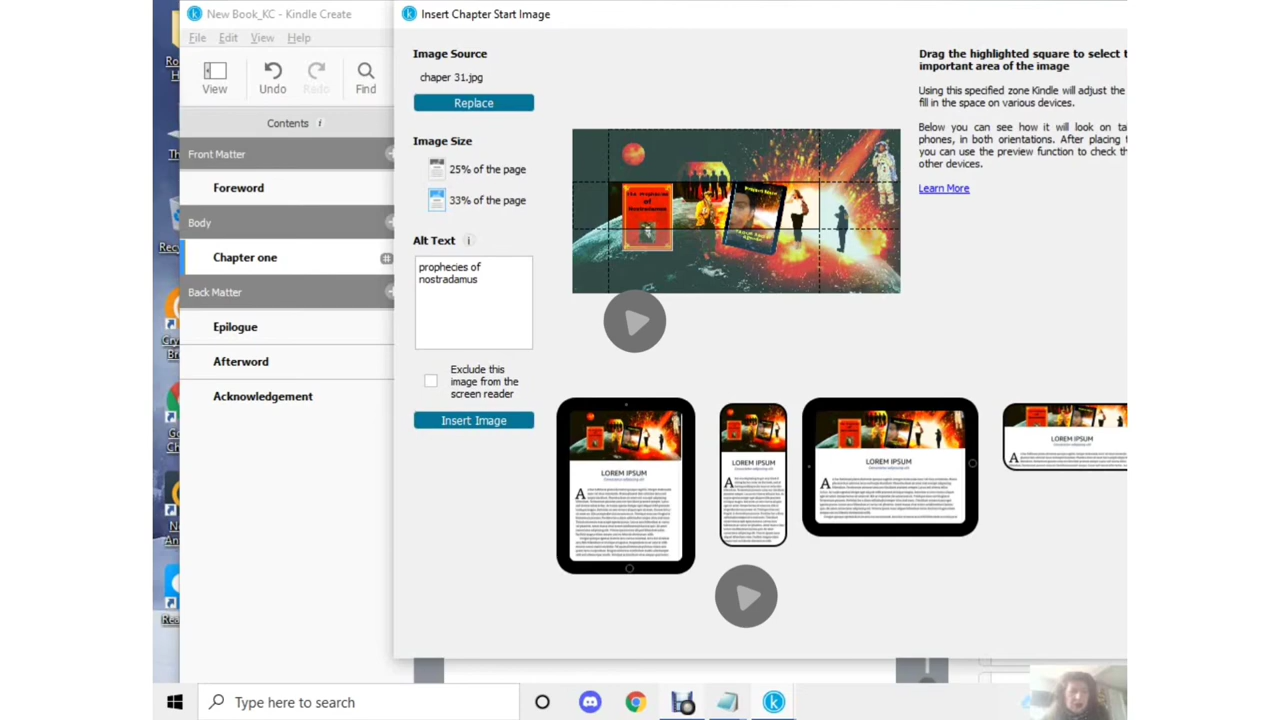 New Book_KC - Kindle Create
File Edit View Help
View Undo Redo Find
Contents i
Front Matter
Foreword
Body
Chapter one
#
Back Matter
Epilogue
Afterword
Acknowledgement
Insert Chapter Start Image
Image Source
chaper 31.jpg
Replace
Image Size
25% of the page
33% of the page
Alt Text i
prophecies of
nostradamus
Exclude this
image from the
screen reader
Insert Image
Drag the highlighted square to select t
important area of the image
Using this specified zone Kindle will adjust the
fill in the space on various devices.
Below you can see how it will look on ta
phones, in both orientations. After placing
you can use the preview function to check t
other devices.
Learn More
The Prophecies
of
Nostradamus
LOREM IPSUM
LOREM IPSUM
LOREM IPSUM
LOREM IPSUM
Type here to search